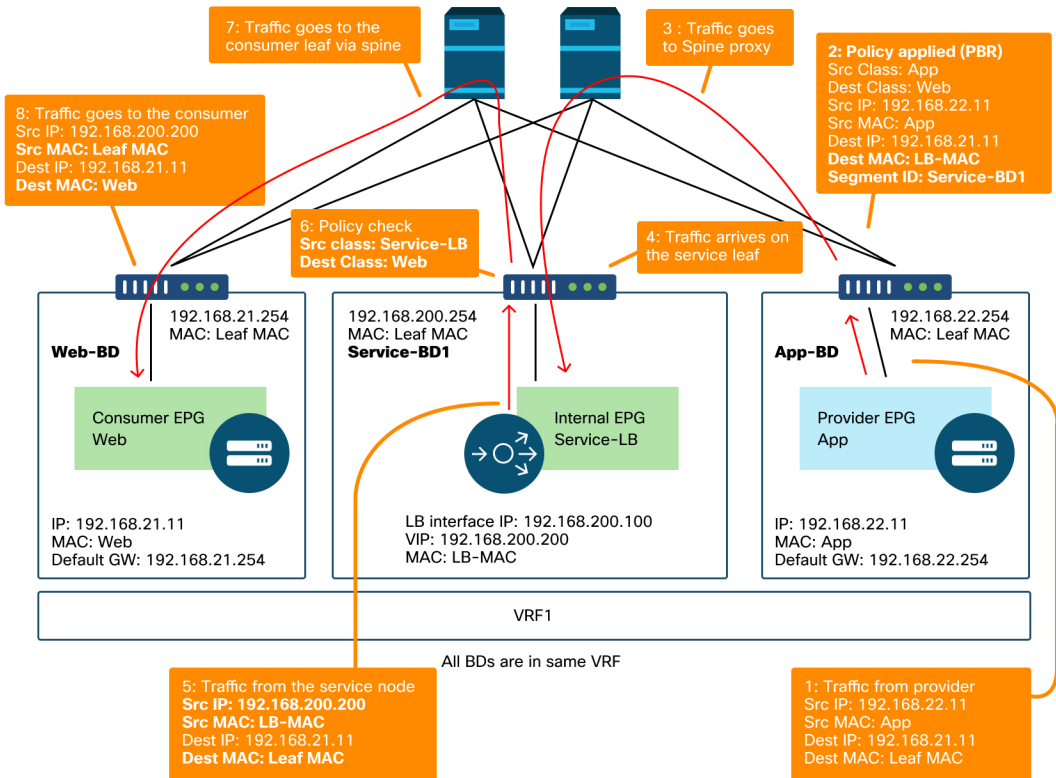 7: Traffic goes to the
consumer leaf via spine
3 : Traffic goes
to Spine proxy
2: Policy applied (PBR)
Src Class: App
Dest Class: Web
Src IP: 192.168.22.11
Src MAC: App
Dest IP: 192.168.21.11
Dest MAC: LB-MAC
Segment ID: Service-BD1
8: Traffic goes to the consumer
Src IP: 192.168.200.200
Src MAC: Leaf MAC
Dest IP: 192.168.21.11
Dest MAC: Web
6: Policy check
Src class: Service-LB
Dest Class: Web
4: Traffic arrives on
the service leaf
192.168.21.254
MAC: Leaf MAC
Web-BD
Consumer EPG
Web
IP: 192.168.21.11
MAC: Web
Default GW: 192.168.21.254
192.168.200.254
MAC: Leaf MAC
Service-BD1
Internal EPG
Service-LB
LB interface IP: 192.168.200.100
VIP: 192.168.200.200
MAC: LB-MAC
192.168.22.254
MAC: Leaf MAC
App-BD
Provider EPG
App
IP: 192.168.22.11
MAC: App
Default GW: 192.168.22.254
VRF1
All BDs are in same VRF
5: Traffic from the service node
Src IP: 192.168.200.200
Src MAC: LB-MAC
Dest IP: 192.168.21.11
Dest MAC: Leaf MAC
1: Traffic from provider
Src IP: 192.168.22.11
Src MAC: App
Dest IP: 192.168.21.11
Dest MAC: Leaf MAC